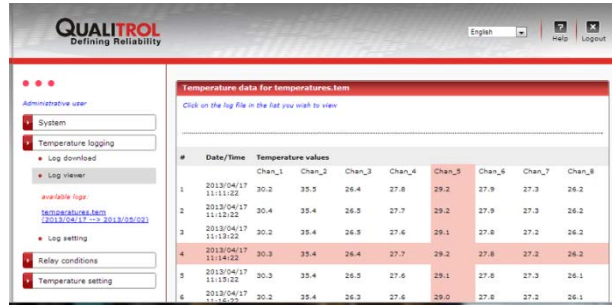 QUALITROL
Defining Reliability
English
Help
Logout
Administrative user
System
Temperature logging
Log download
Log viewer
available logs:
temperatures.tem
(2013/04/17 --> 2013/05/02)
Log setting
Relay conditions
Temperature setting
Temperature data for temperatures.tem
Click on the log file in the list you wish to view
# Date/Time Temperature values
Chan_1 Chan_2 Chan_3 Chan_4 Chan_5 Chan_6 Chan_7 Chan_8
1 2013/04/17 11:11:22 30.2 35.5 26.4 27.8 29.2 27.9 27.3 26.2
2 2013/04/17 11:12:22 30.4 35.4 26.5 27.7 29.2 27.9 27.3 26.2
3 2013/04/17 11:13:22 30.2 35.4 26.5 27.6 29.1 27.8 27.2 26.2
4 2013/04/17 11:14:22 30.3 35.4 26.4 27.7 29.2 27.8 27.2 26.2
5 2013/04/17 11:15:22 30.3 35.4 26.5 27.6 29.1 27.8 27.3 26.1
6 2013/04/17 11:16:22 30.2 35.4 26.3 27.6 29.0 27.8 27.3 26.1